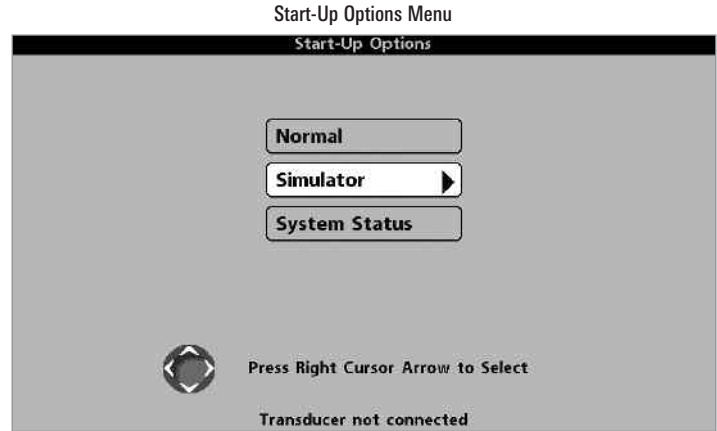 Start-Up Options Menu
Start-Up Options
Normal
Simulator
System Status
Press Right Cursor Arrow to Select
Transducer not connected